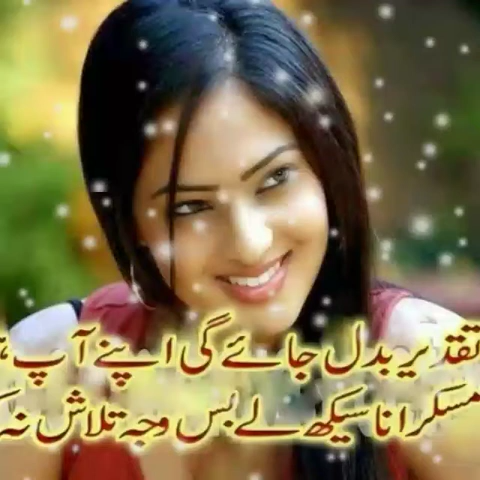 تقدیر بدل جائے گی اپنے آپ ہ
مسکرانا سیکھ لے بس وجہ تلاش نہ